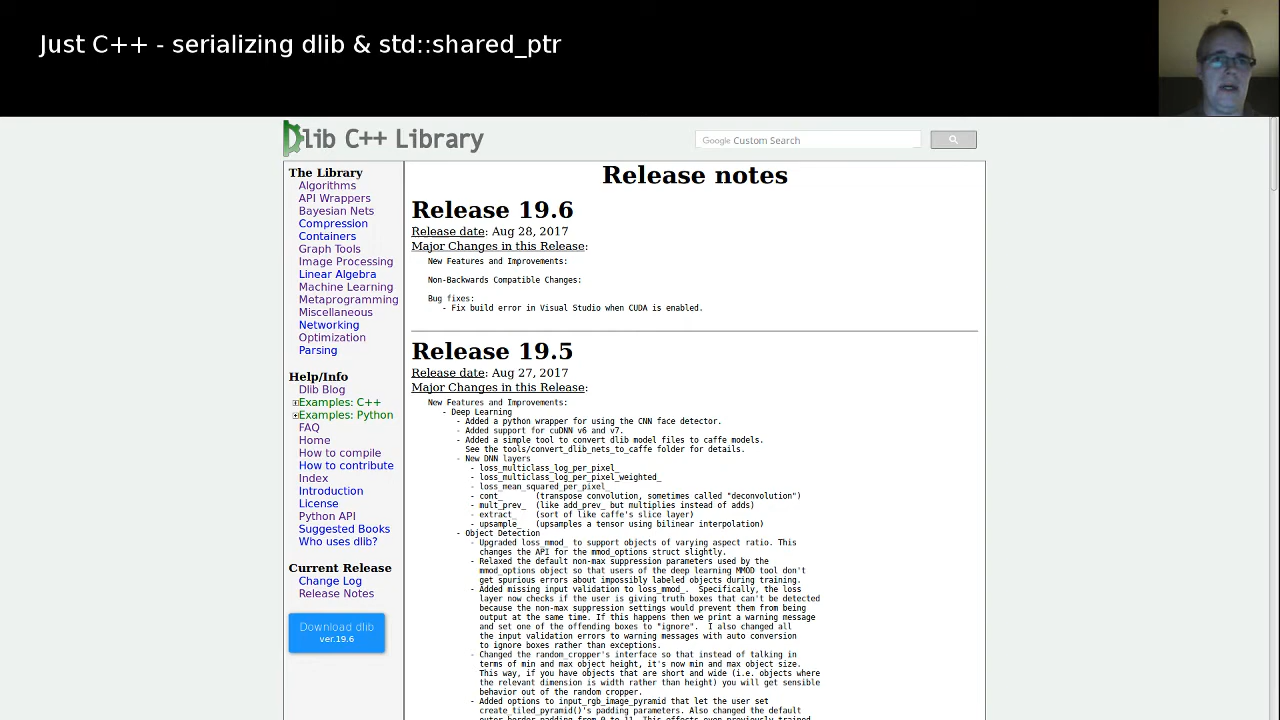 Just C++ - serializing dlib & std::shared_ptr
Dlib C++ Library
Google Custom Search
The Library
Algorithms
API Wrappers
Bayesian Nets
Compression
Containers
Graph Tools
Image Processing
Linear Algebra
Machine Learning
Metaprogramming
Miscellaneous
Networking
Optimization
Parsing
Help/Info
Dlib Blog
Examples: C++
Examples: Python
FAQ
Home
How to compile
How to contribute
Index
Introduction
License
Python API
Suggested Books
Who uses dlib?
Current Release
Change Log
Release Notes
Download dlib
ver.19.6
Release notes
Release 19.6
Release date: Aug 28, 2017
Major Changes in this Release:
New Features and Improvements:
Non-Backwards Compatible Changes:
Bug fixes:
- Fix build error in Visual Studio when CUDA is enabled.
Release 19.5
Release date: Aug 27, 2017
Major Changes in this Release:
New Features and Improvements:
- Deep Learning
- Added a python wrapper for using the CNN face detector.
- Added support for cuDNN v6 and v7.
- Added a simple tool to convert dlib model files to caffe models.
See the tools/convert_dlib_nets_to_caffe folder for details.
- New DNN layers
- loss_multiclass_log_per_pixel_
- loss_multiclass_log_per_pixel_weighted_
- loss_mean_squared_per_pixel_
- cont_ (transpose convolution, sometimes called "deconvolution")
- mult_prev_ (like add_prev_ but multiplies instead of adds)
- extract_ (sort of like caffe's slice layer)
- upsample_ (upsamples a tensor using bilinear interpolation)
- Object Detection
- Upgraded loss_mmod_ to support objects of varying aspect ratio. This
changes the API for the mmod_options struct slightly.
- Relaxed the default non-max suppression parameters used by the
mmod_options object so that users of the deep learning MMOD tool don't
get spurious errors about impossibly labeled objects during training.
- Added missing input validation to loss_mmod_. Specifically, the loss
layer now checks if the user is giving truth boxes that can't be detected
because the non-max suppression settings would prevent them from being
output at the same time. If this happens then we print a warning message
and set one of the offending boxes to "ignore". I also changed all
the input validation errors to warning messages with auto conversion
to ignore boxes rather than exceptions.
- Changed the random_cropper's interface so that instead of talking in
terms of min and max object height, it's now min and max object size.
This way, if you have objects that are short and wide (i.e. objects where
the relevant dimension is width rather than height) you will get sensible
behavior out of the random cropper.
- Added options to input_rgb_image_pyramid that let the user set
create_tiled_pyramid()'s padding parameters. Also changed the default
outer border padding from 0 to 11. This effects even previously trained